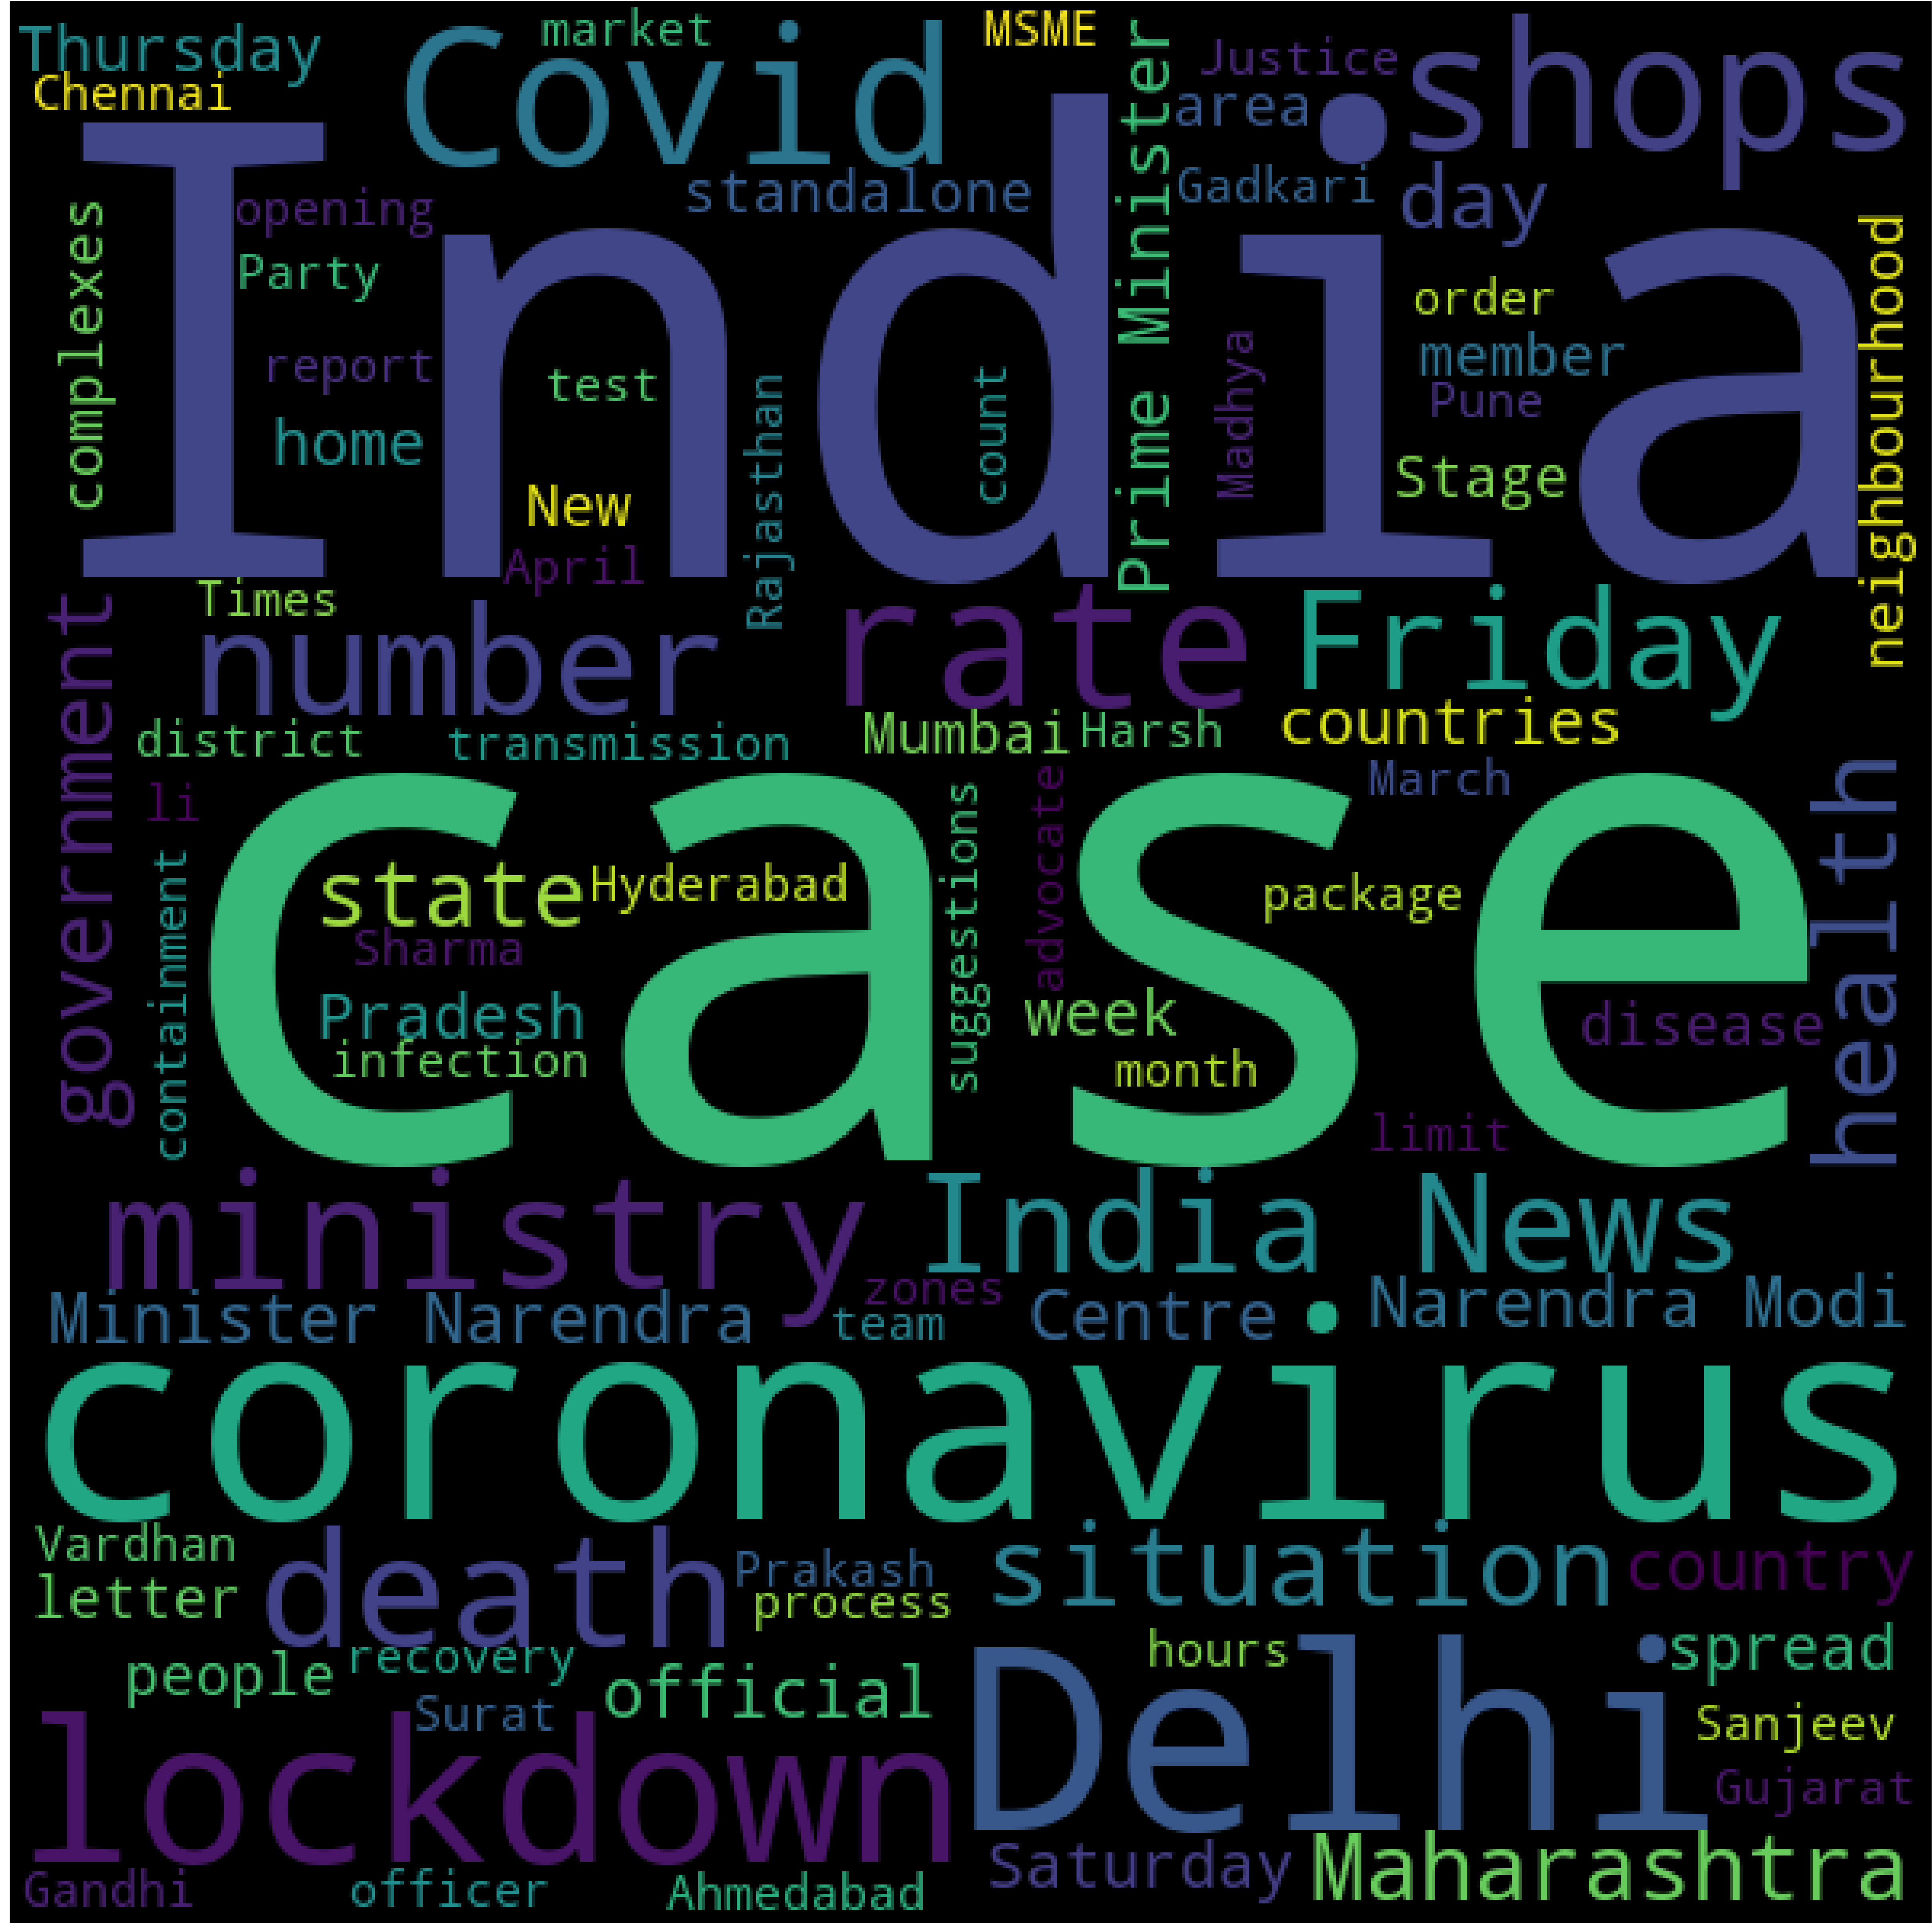 Thursday
Covid
market
MSME
Prime Minister
Justice
shops
Chennai
area
India
standalone
Gadkari
day
complexes
opening
neighbourhood
Party
order
report
test
Rajasthan
count
Madhya
member
Pune
home
New
Stage
April
Times
government
number
rate
Friday
district
transmission
Mumbai
Harsh
countries
li
case
suggestions
advocate
March
health
containment
state
Hyderabad
package
Sharma
Pradesh
week
disease
infection
month
limit
ministry
India News
zones
Minister Narendra
team
Centre
Narendra Modi
coronavirus
Vardhan
death
Prakash
situation
country
letter
process
people
recovery
official
hours
spread
Surat
Delhi
Sanjeev
lockdown
Gujarat
Gandhi
officer
Ahmedabad
Saturday
Maharashtra